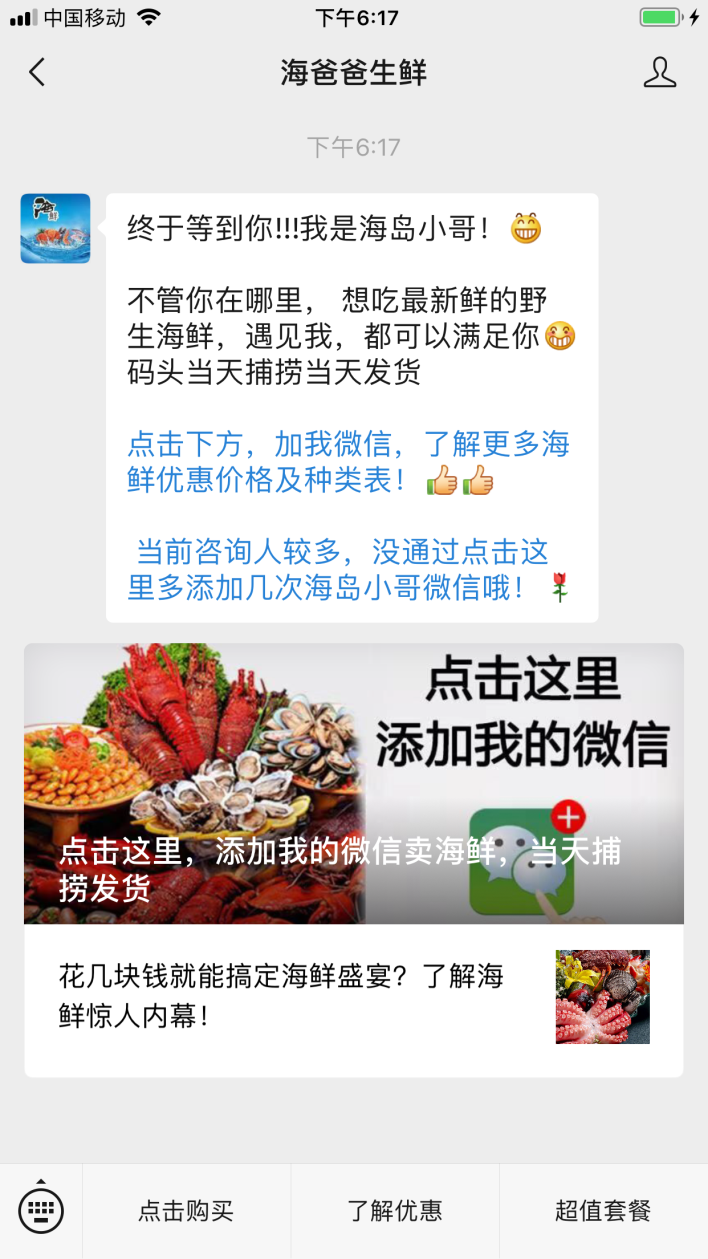 中国移动
下午6:17
海爸爸生鲜
下午6:17
终于等到你!!!我是海岛小哥！😁
不管你在哪里， 想吃最新鲜的野
生海鲜，遇见我，都可以满足你😁
码头当天捕捞当天发货
点击下方，加我微信，了解更多海
鲜优惠价格及种类表！👍👍
当前咨询人较多，没通过点击这
里多添加几次海岛小哥微信哦！🌹
点击这里
添加我的微信
点击这里，添加我的微信卖海鲜，当天捕
捞发货
花几块钱就能搞定海鲜盛宴？了解海
鲜惊人内幕！
点击购买
了解优惠
超值套餐